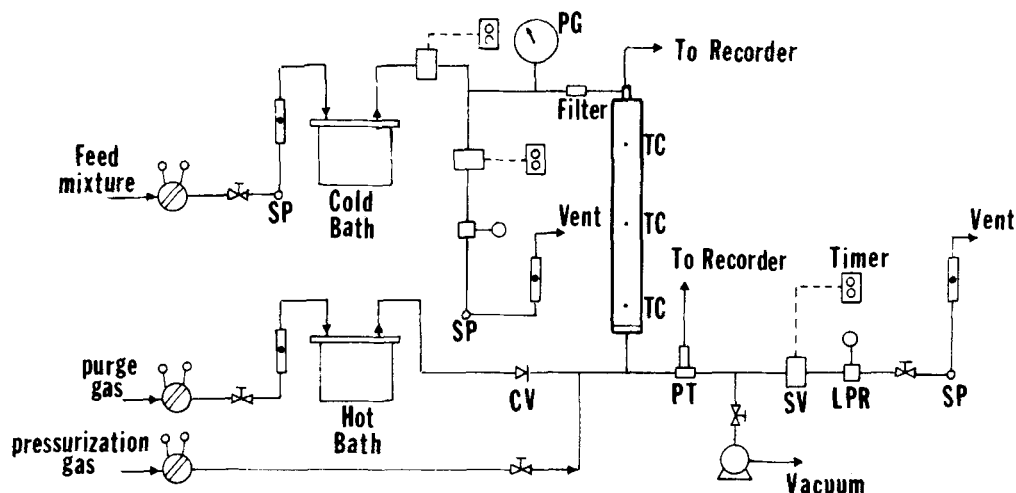 PG
To Recorder
Filter
TC
Feed
mixture
SP
Cold
Bath
Vent
TC
To Recorder
Timer
Vent
TC
SP
purge
gas
Hot
Bath
CV
PT
SV
LPR
SP
pressurization
gas
Vacuum